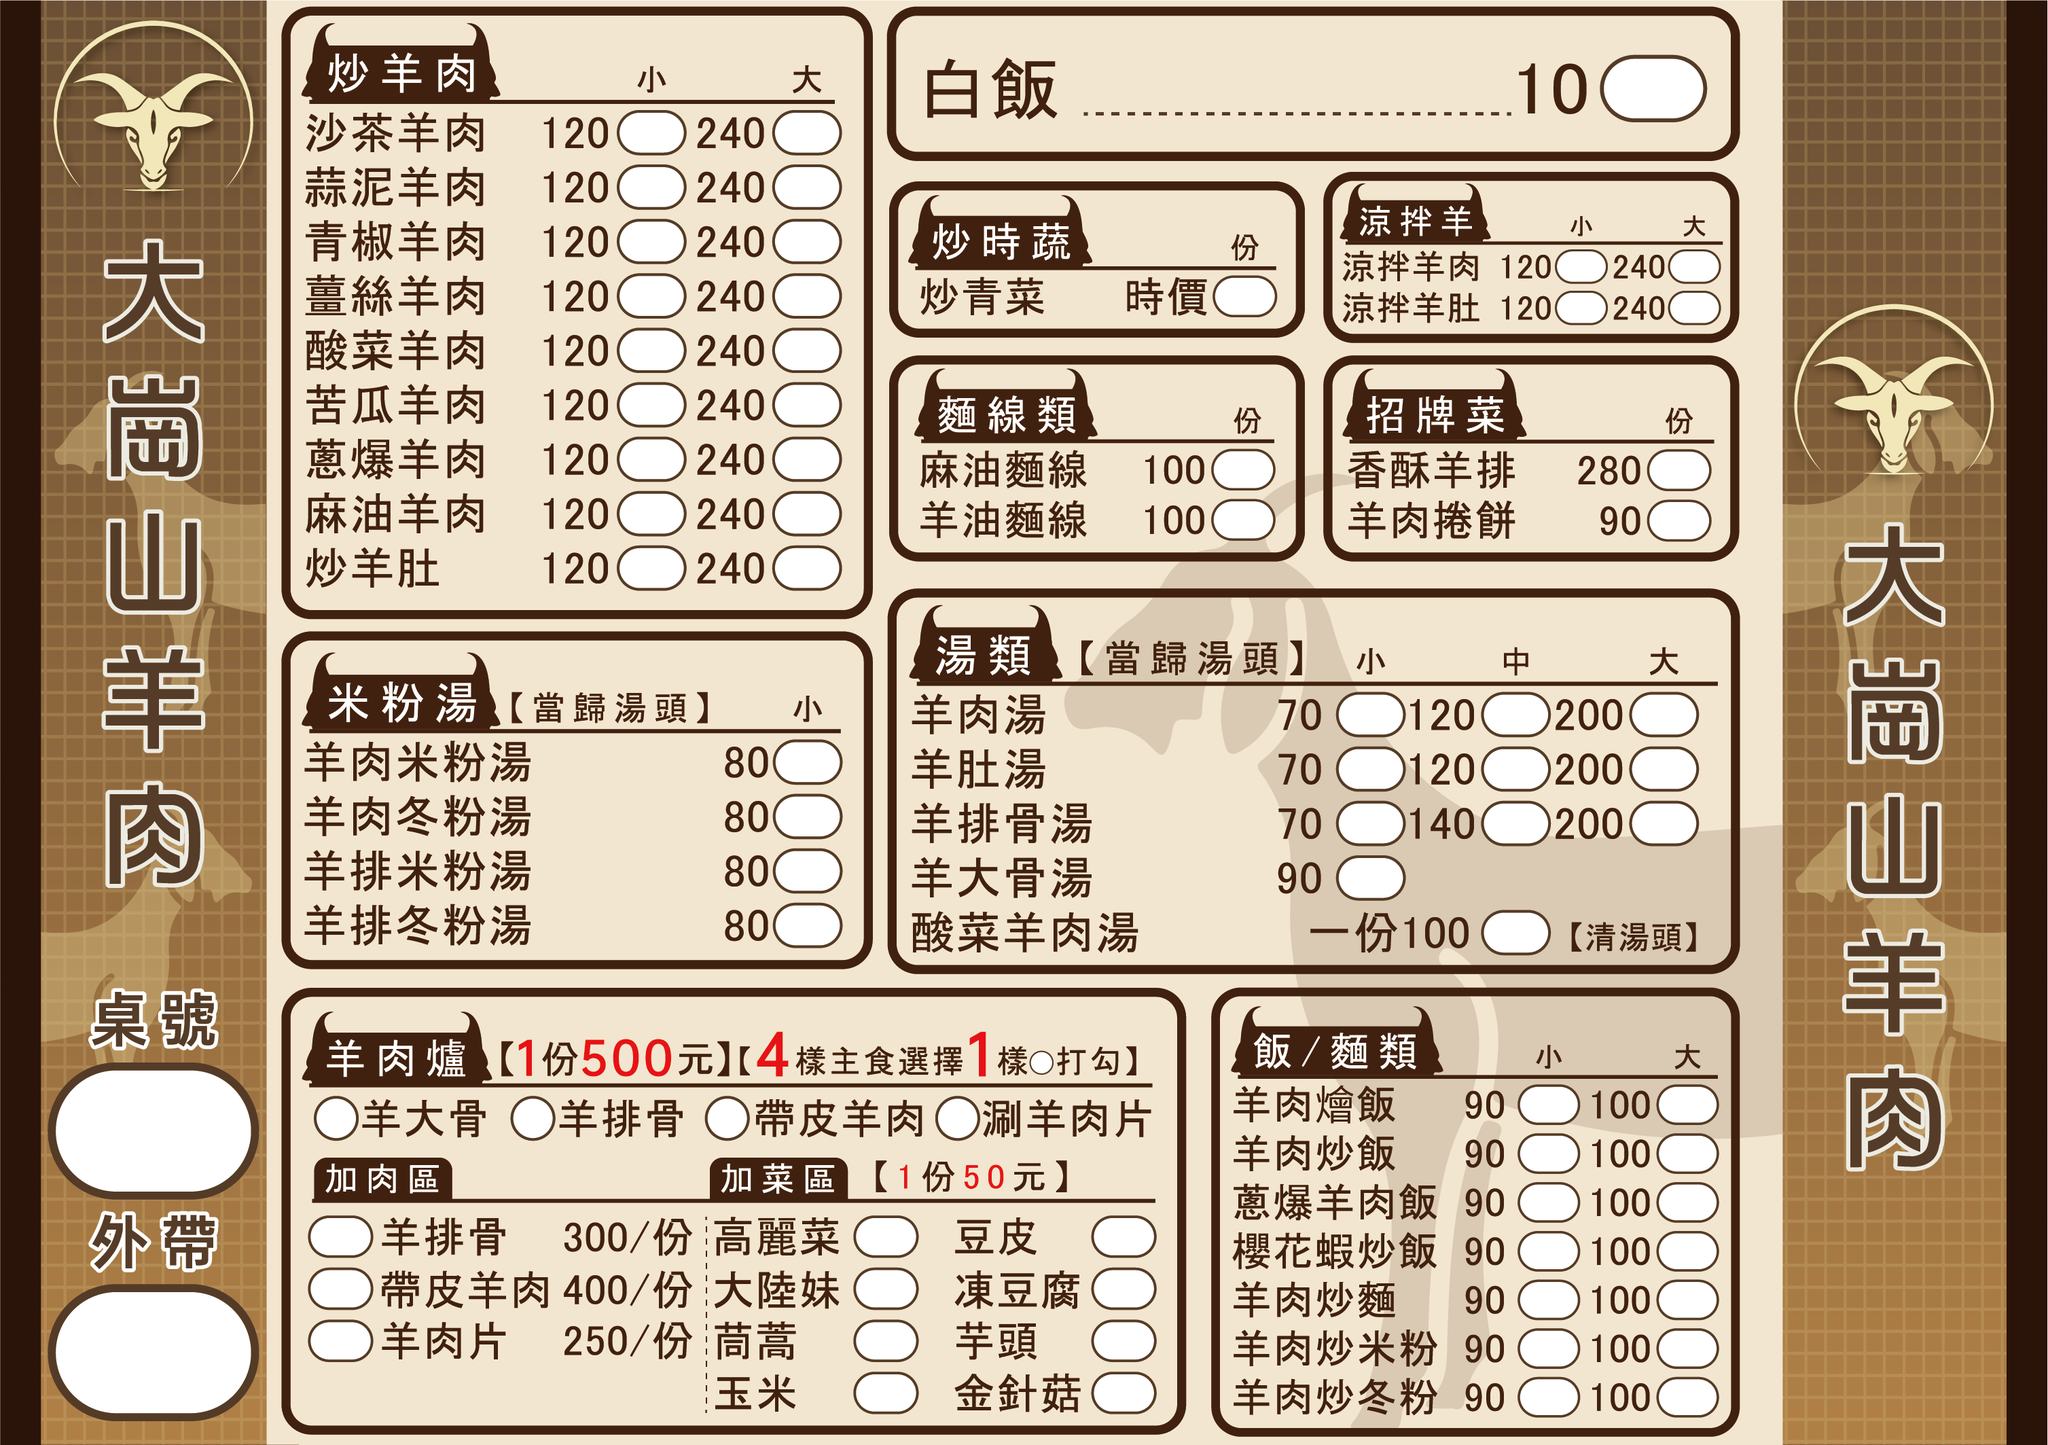 大崗山羊肉
桌號
外帶
炒羊肉 小 大
沙茶羊肉 120 240
蒜泥羊肉 120 240
青椒羊肉 120 240
薑絲羊肉 120 240
酸菜羊肉 120 240
苦瓜羊肉 120 240
蔥爆羊肉 120 240
麻油羊肉 120 240
炒羊肚 120 240
米粉湯【當歸湯頭】 小
羊肉米粉湯 80
羊肉冬粉湯 80
羊排米粉湯 80
羊排冬粉湯 80
白飯 ........................ 10
炒時蔬 份
炒青菜 時價
涼拌羊 小 大
涼拌羊肉 120 240
涼拌羊肚 120 240
麵線類 份
麻油麵線 100
羊油麵線 100
招牌菜 份
香酥羊排 280
羊肉捲餅 90
湯類【當歸湯頭】 小 中 大
羊肉湯 70 120 200
羊肚湯 70 120 200
羊排骨湯 70 140 200
羊大骨湯 90
酸菜羊肉湯 一份100 【清湯頭】
羊肉爐【1份500元】【4樣主食選擇1樣○打勾】
羊大骨 羊排骨 帶皮羊肉 涮羊肉片
加肉區
羊排骨 300/份
帶皮羊肉 400/份
羊肉片 250/份
加菜區【1份50元】
高麗菜 豆皮
大陸妹 凍豆腐
茼蒿 芋頭
玉米 金針菇
飯/麵類 小 大
羊肉燴飯 90 100
羊肉炒飯 90 100
蔥爆羊肉飯 90 100
櫻花蝦炒飯 90 100
羊肉炒麵 90 100
羊肉炒米粉 90 100
羊肉炒冬粉 90 100
大崗山羊肉